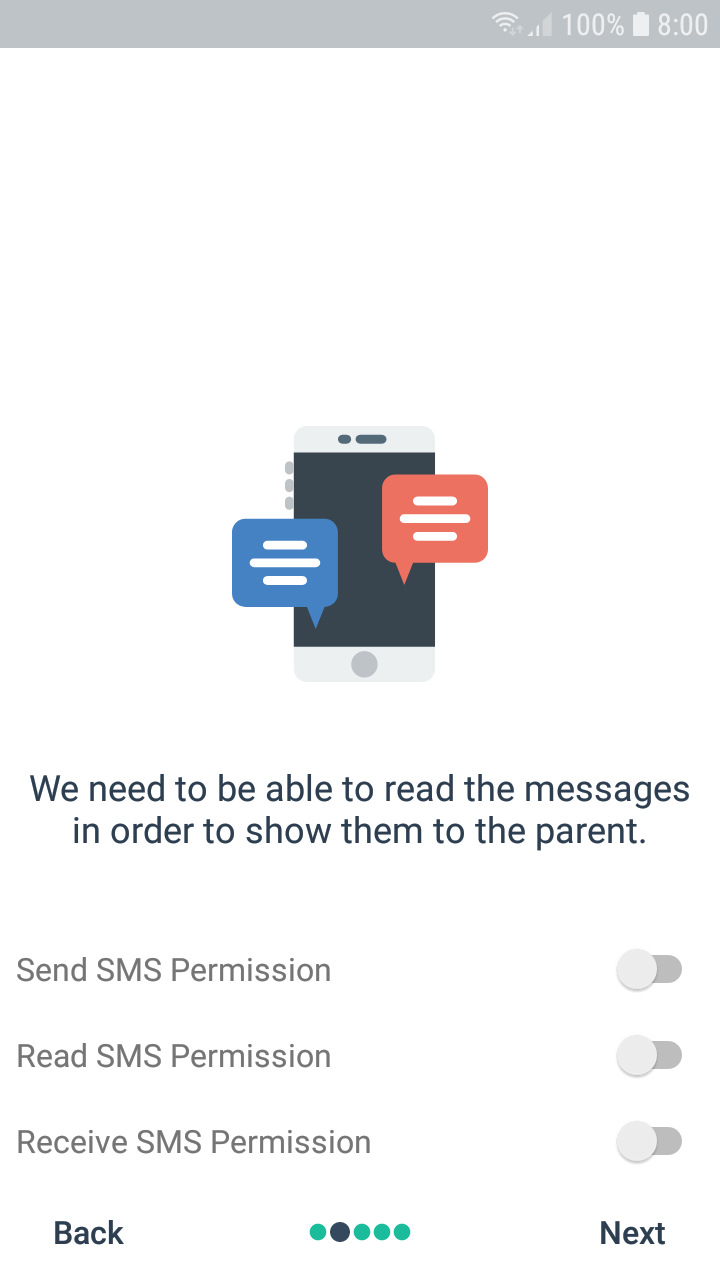 100% 8:00
We need to be able to read the messages
in order to show them to the parent.
Send SMS Permission
Read SMS Permission
Receive SMS Permission
Back Next